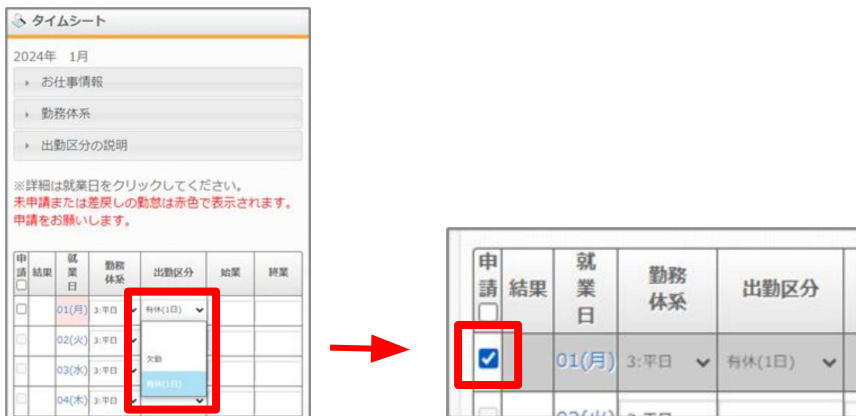 タイムシート
2024年 1月
お仕事情報
勤務体系
出勤区分の説明
※詳細は就業日をクリックしてください。
未申請または差戻しの勤怠は赤色で表示されます。
申請をお願いします。
申請 結果 就業日 勤務体系 出勤区分 始業 終業
01(月) 3:平日 有休(1日)
02(火) 3:平日
欠勤
03(水) 3:平日
有休(1日)
04(木) 3:平日
申請 結果 就業日 勤務体系 出勤区分
01(月) 3:平日 有休(1日)